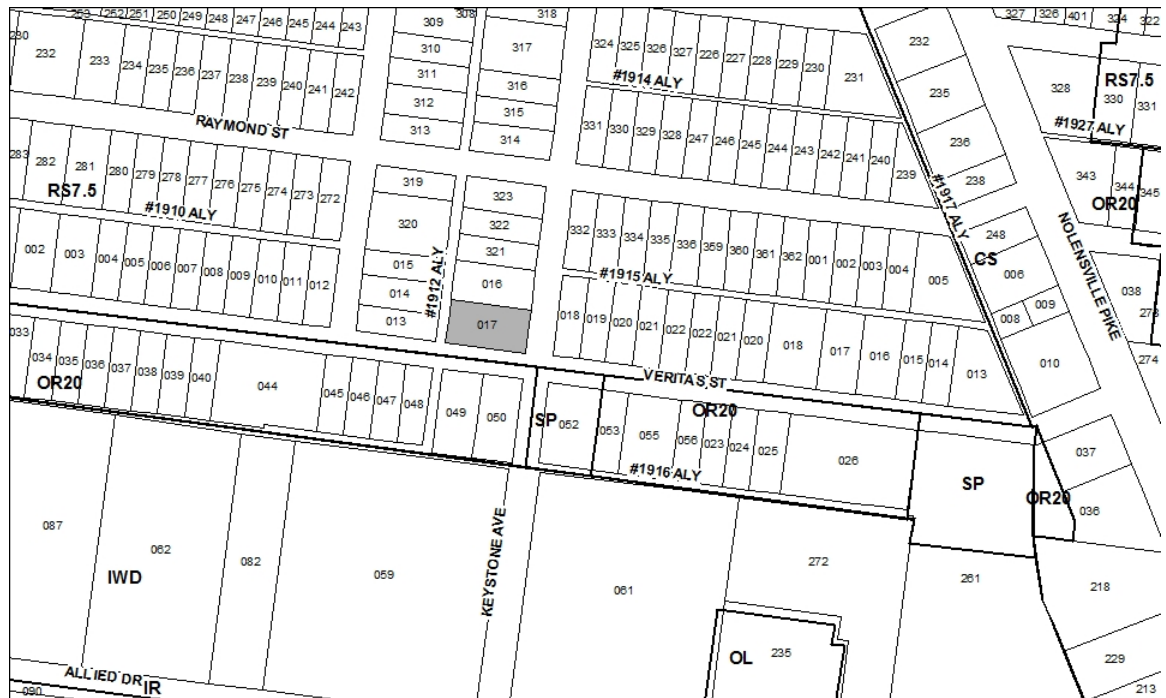 253 252 251 250 249 248 247 246 245 244 243
309 308 318
327 326 401 324 322
230
232 233 234 235 236 237 238 239 240 241 242
310
311
312
313
317
316
315
314
324 325 326 327 226 227 228 229 230 231
#1914 ALY
232
235
236
238
328
RS7.5
330 331
#1927 ALY
RAYMOND ST
331 330 329 328 247 246 245 244 243 242 241 240 239
283 282 281 280 279 278 277 276 275 274 273 272
RS7.5
#1910 ALY
319
320
323
322
321
343 344 345
OR20
#1917 ALY
NOLENSVILLE PIKE
248
CS
006
009
008
010
002 003 004 005 006 007 008 009 010 011 012
015
014
013
#1912 ALY
016
017
332 333 334 335 336 359 360 361 362 001 002 003 004 005
#1915 ALY
018 019 020 021 022 022 021 020 018 017 016 015 014 013
038
273
274
VERITAS ST
033 034 035 036 037 038 039 040 044 045 046 047 048 049 050
OR20
SP
052 053 055 056 023 024 025 026
OR20
#1916 ALY
SP
OR20
037
036
087 062 082 059 061 272 261 218
IWD
KEYSTONE AVE
OL
235
229
213
ALLIED DR
IR
090